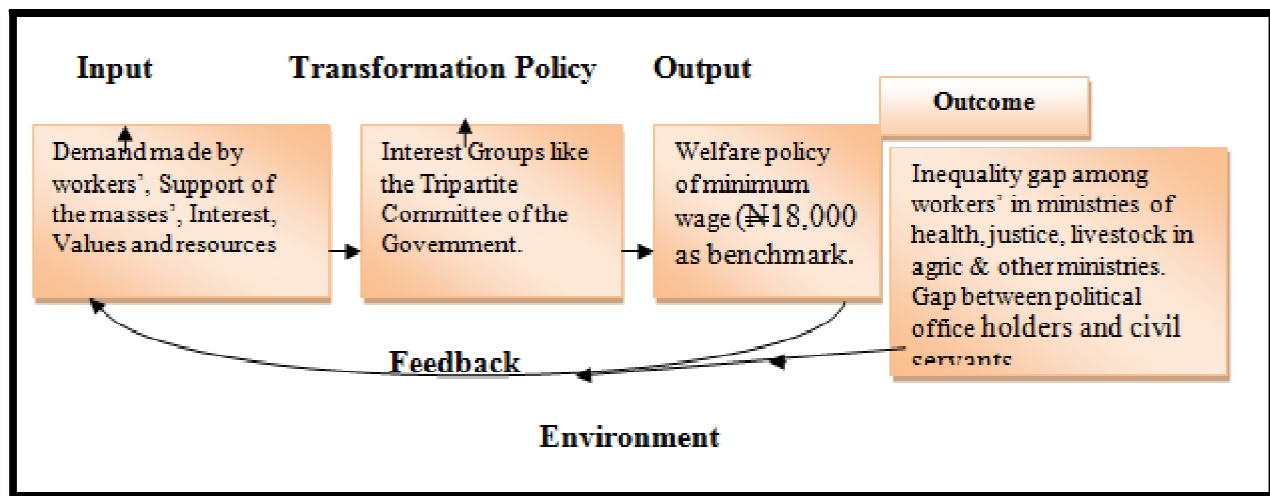 Input
Transformation Policy
Output
Outcome
Demand made by
workers’, Support of
the masses’, Interest,
Values and resources
Interest Groups like
the Tripartite
Committee of the
Government.
Welfare policy
of minimum
wage (₦18,000
as benchmark.
Inequality gap among
workers’ in ministries of
health, justice, livestock in
agric & other ministries.
Gap between political
office holders and civil
servants
Feedback
Environment